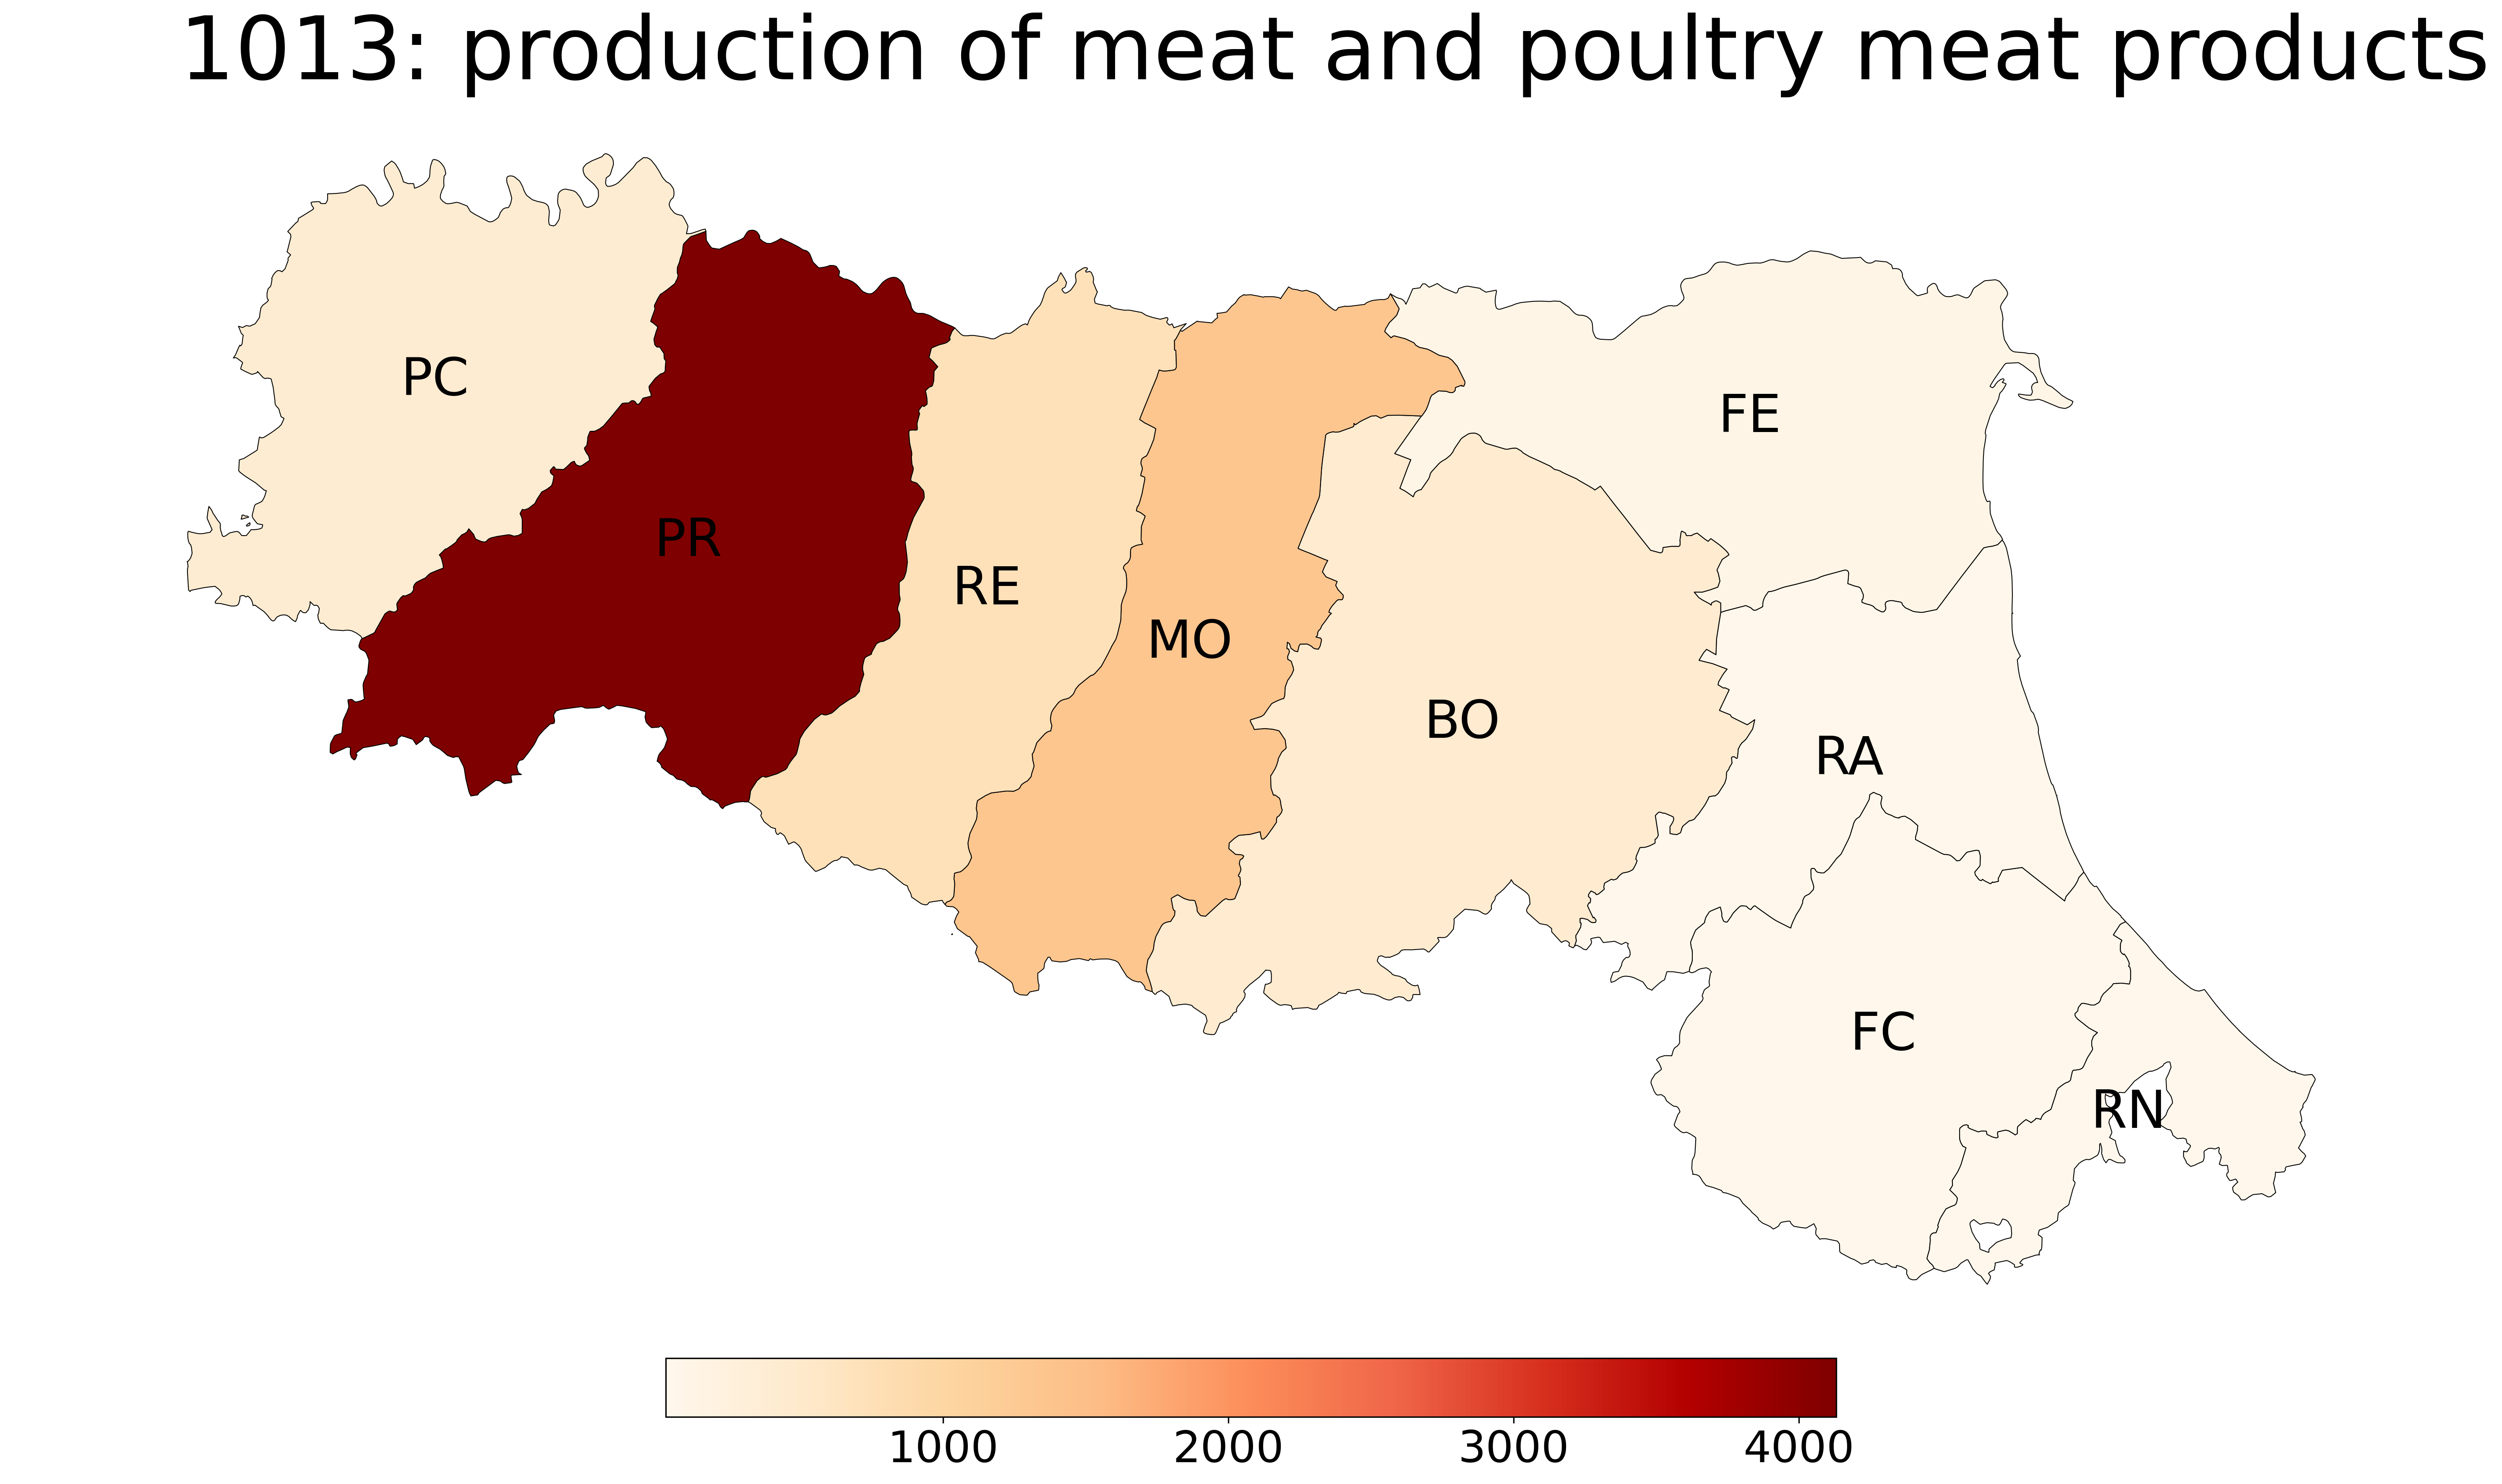 1013: production of meat and poultry meat products
PC
FE
PR
RE
MO
BO
RA
FC
RN
1000 2000 3000 4000